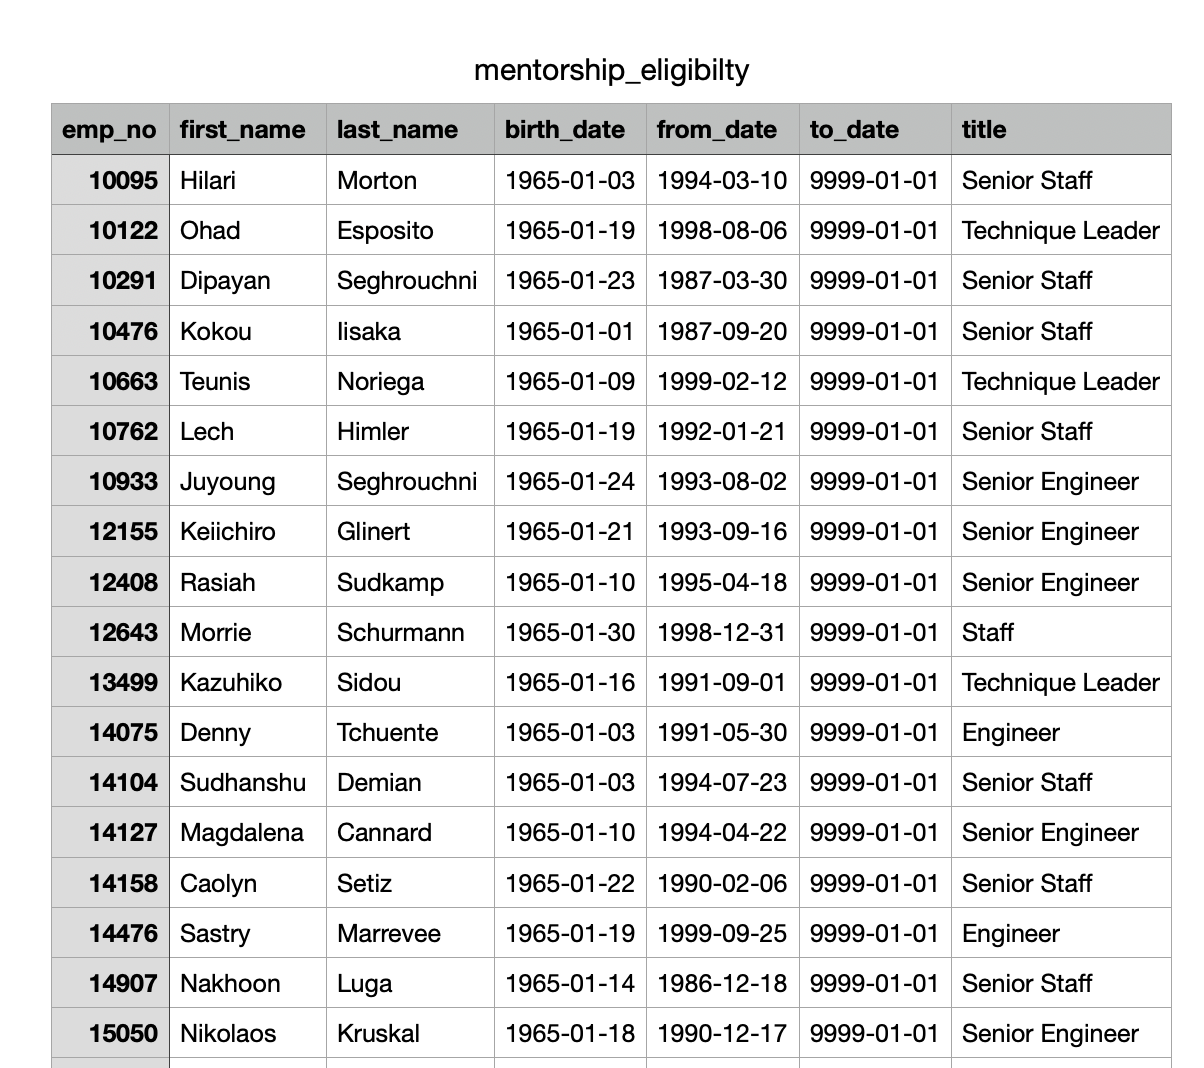 mentorship_eligibilty
emp_no first_name last_name birth_date from_date to_date title
10095 Hilari Morton 1965-01-03 1994-03-10 9999-01-01 Senior Staff
10122 Ohad Esposito 1965-01-19 1998-08-06 9999-01-01 Technique Leader
10291 Dipayan Seghrouchni 1965-01-23 1987-03-30 9999-01-01 Senior Staff
10476 Kokou Iisaka 1965-01-01 1987-09-20 9999-01-01 Senior Staff
10663 Teunis Noriega 1965-01-09 1999-02-12 9999-01-01 Technique Leader
10762 Lech Himler 1965-01-19 1992-01-21 9999-01-01 Senior Staff
10933 Juyoung Seghrouchni 1965-01-24 1993-08-02 9999-01-01 Senior Engineer
12155 Keiichiro Glinert 1965-01-21 1993-09-16 9999-01-01 Senior Engineer
12408 Rasiah Sudkamp 1965-01-10 1995-04-18 9999-01-01 Senior Engineer
12643 Morrie Schurmann 1965-01-30 1998-12-31 9999-01-01 Staff
13499 Kazuhiko Sidou 1965-01-16 1991-09-01 9999-01-01 Technique Leader
14075 Denny Tchuente 1965-01-03 1991-05-30 9999-01-01 Engineer
14104 Sudhanshu Demian 1965-01-03 1994-07-23 9999-01-01 Senior Staff
14127 Magdalena Cannard 1965-01-10 1994-04-22 9999-01-01 Senior Engineer
14158 Caolyn Setiz 1965-01-22 1990-02-06 9999-01-01 Senior Staff
14476 Sastry Marrevee 1965-01-19 1999-09-25 9999-01-01 Engineer
14907 Nakhoon Luga 1965-01-14 1986-12-18 9999-01-01 Senior Staff
15050 Nikolaos Kruskal 1965-01-18 1990-12-17 9999-01-01 Senior Engineer